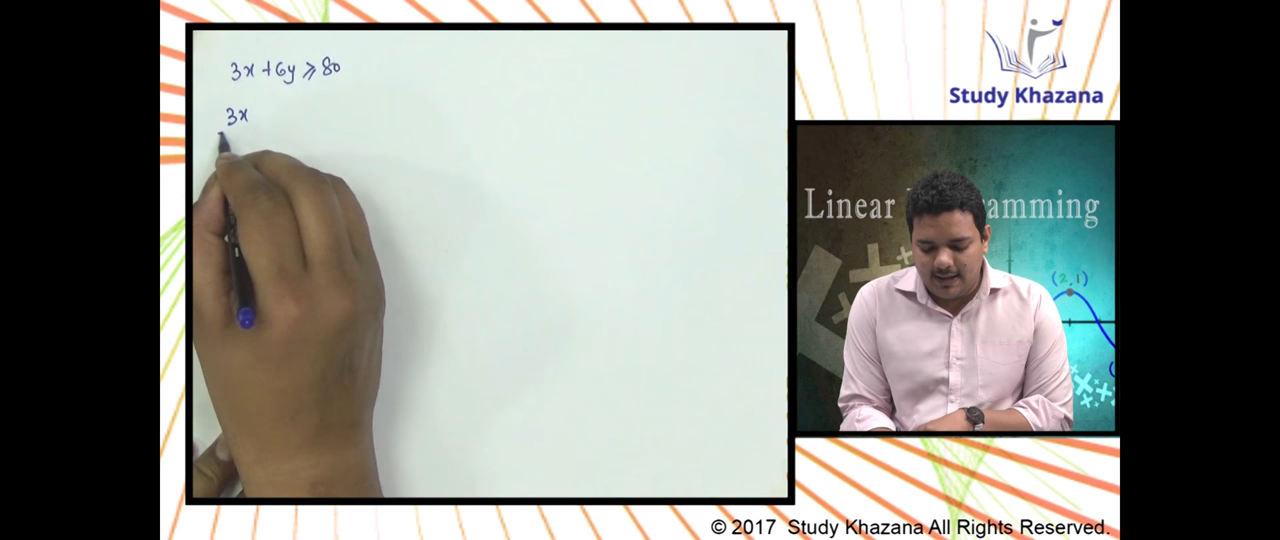 3x + 6y ⩾ 80
3x
Study Khazana
Linear
amming
(2,1)
© 2017 Study Khazana All Rights Reserved.